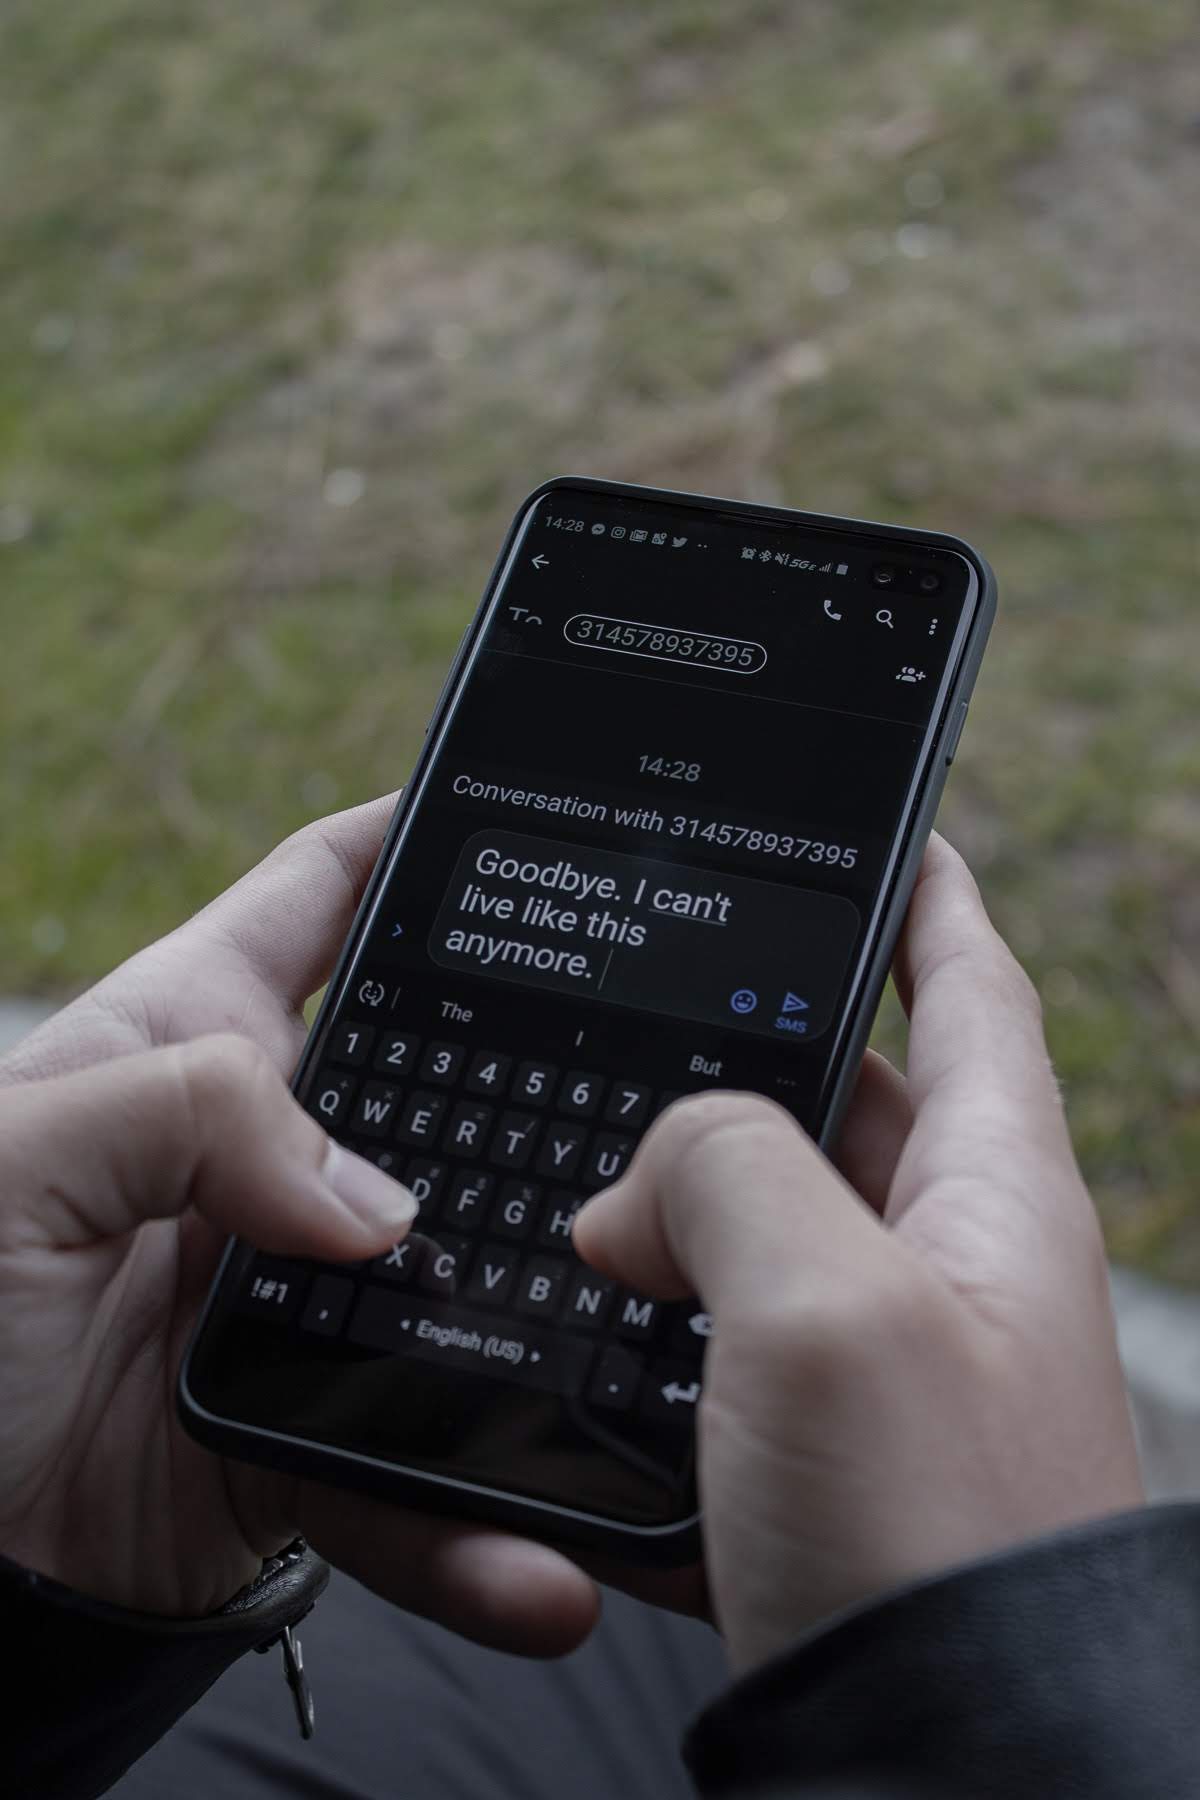 14:28
5GE
To 314578937395
14:28
Conversation with 314578937395
Goodbye. I can't
live like this
anymore.
SMS
The I But ...
1 2 3 4 5 6 7
Q W E R T Y U
D F G H
X C V B N M
!#1 , English (US) .